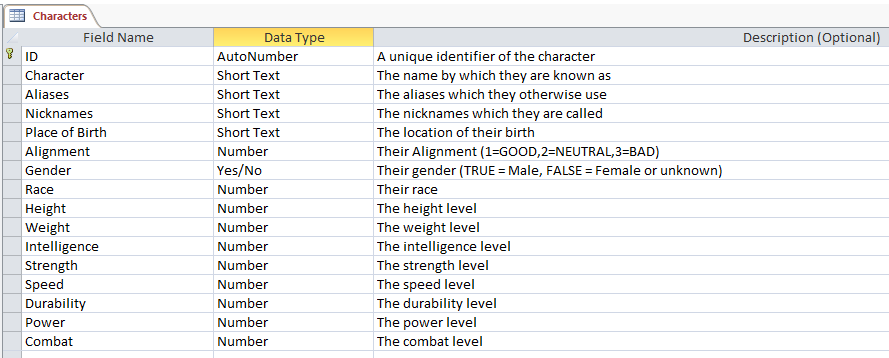 Characters
Field Name Data Type Description (Optional)
ID AutoNumber A unique identifier of the character
Character Short Text The name by which they are known as
Aliases Short Text The aliases which they otherwise use
Nicknames Short Text The nicknames which they are called
Place of Birth Short Text The location of their birth
Alignment Number Their Alignment (1=GOOD,2=NEUTRAL,3=BAD)
Gender Yes/No Their gender (TRUE = Male, FALSE = Female or unknown)
Race Number Their race
Height Number The height level
Weight Number The weight level
Intelligence Number The intelligence level
Strength Number The strength level
Speed Number The speed level
Durability Number The durability level
Power Number The power level
Combat Number The combat level